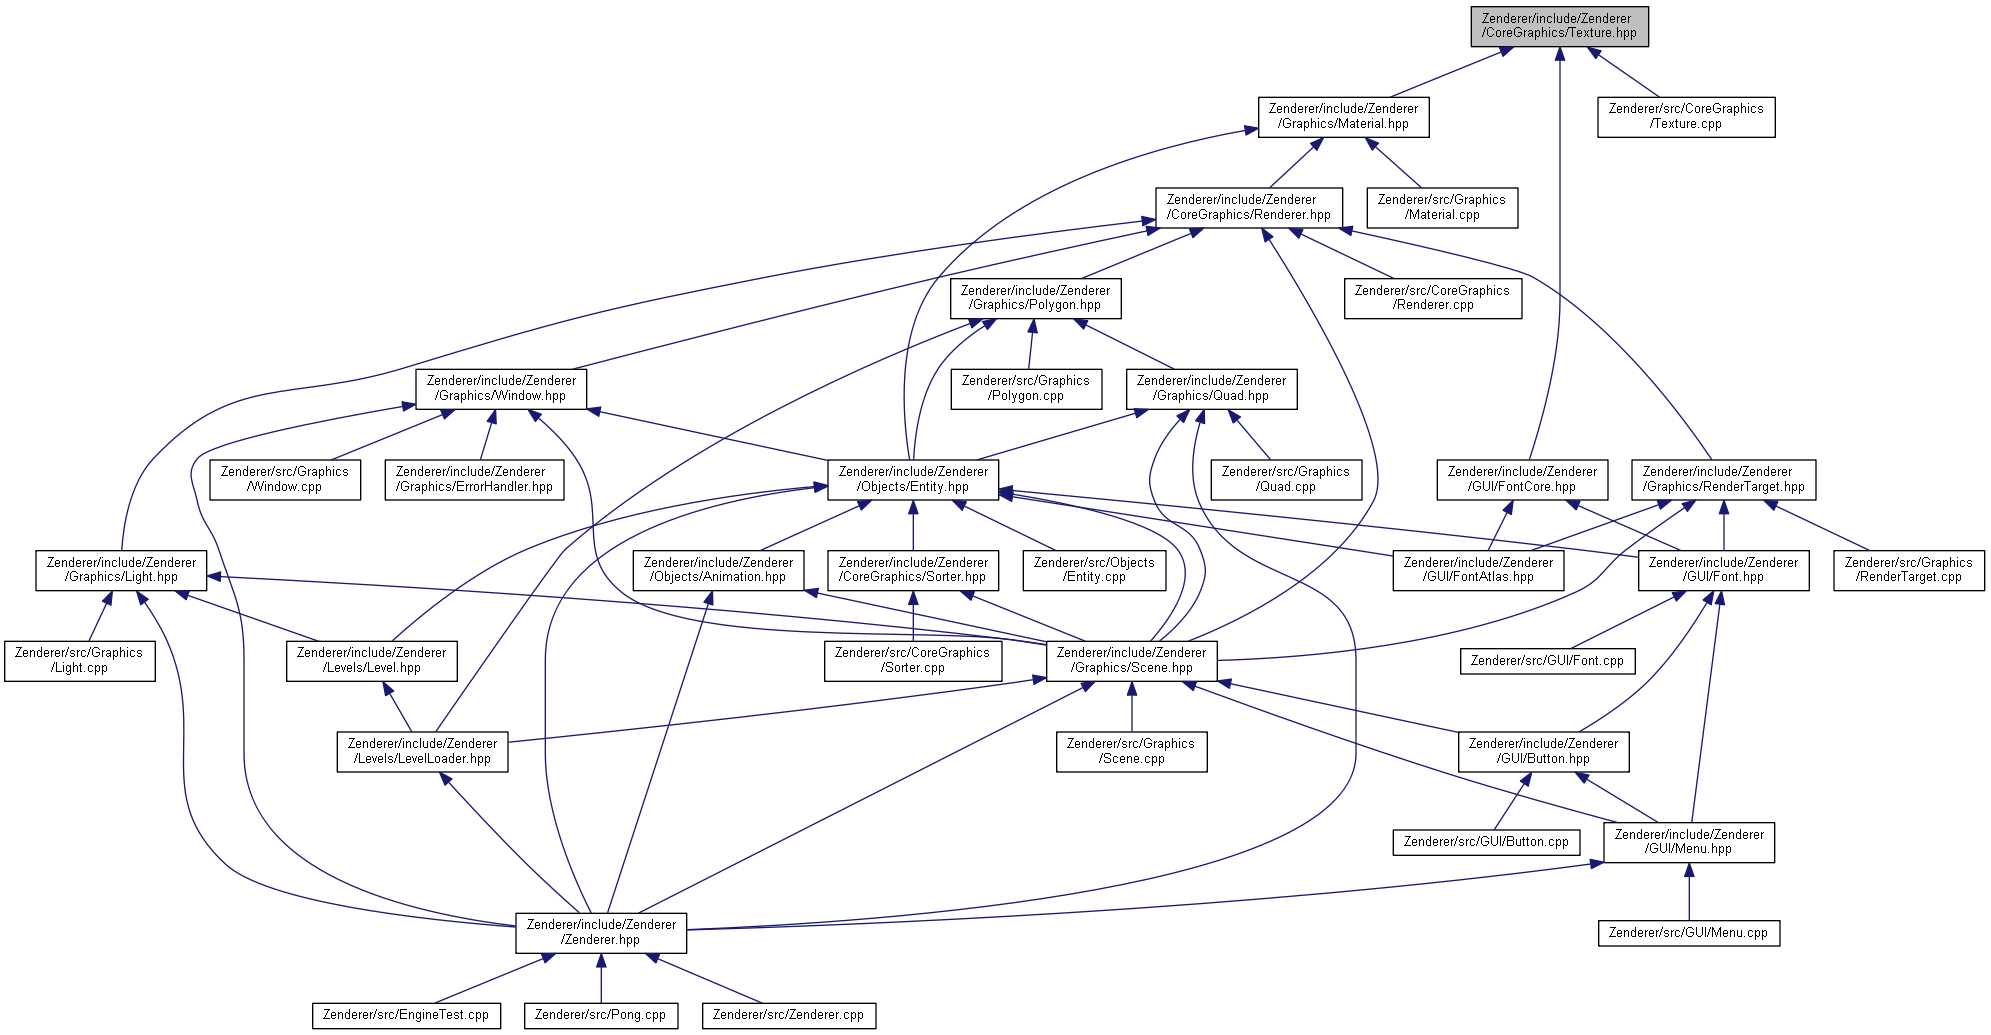 Zenderer/include/Zenderer
/CoreGraphics/Texture.hpp
Zenderer/include/Zenderer
/Graphics/Material.hpp
Zenderer/src/CoreGraphics
/Texture.cpp
Zenderer/include/Zenderer
/CoreGraphics/Renderer.hpp
Zenderer/src/Graphics
/Material.cpp
Zenderer/include/Zenderer
/Graphics/Polygon.hpp
Zenderer/src/CoreGraphics
/Renderer.cpp
Zenderer/include/Zenderer
/Graphics/Window.hpp
Zenderer/src/Graphics
/Polygon.cpp
Zenderer/include/Zenderer
/Graphics/Quad.hpp
Zenderer/src/Graphics
/Window.cpp
Zenderer/include/Zenderer
/Graphics/ErrorHandler.hpp
Zenderer/include/Zenderer
/Objects/Entity.hpp
Zenderer/src/Graphics
/Quad.cpp
Zenderer/include/Zenderer
/GUI/FontCore.hpp
Zenderer/include/Zenderer
/Graphics/RenderTarget.hpp
Zenderer/include/Zenderer
/Graphics/Light.hpp
Zenderer/include/Zenderer
/Objects/Animation.hpp
Zenderer/include/Zenderer
/CoreGraphics/Sorter.hpp
Zenderer/src/Objects
/Entity.cpp
Zenderer/include/Zenderer
/GUI/FontAtlas.hpp
Zenderer/include/Zenderer
/GUI/Font.hpp
Zenderer/src/Graphics
/RenderTarget.cpp
Zenderer/src/Graphics
/Light.cpp
Zenderer/include/Zenderer
/Levels/Level.hpp
Zenderer/src/CoreGraphics
/Sorter.cpp
Zenderer/include/Zenderer
/Graphics/Scene.hpp
Zenderer/src/GUI/Font.cpp
Zenderer/include/Zenderer
/Levels/LevelLoader.hpp
Zenderer/src/Graphics
/Scene.cpp
Zenderer/include/Zenderer
/GUI/Button.hpp
Zenderer/src/GUI/Button.cpp
Zenderer/include/Zenderer
/GUI/Menu.hpp
Zenderer/include/Zenderer
/Zenderer.hpp
Zenderer/src/GUI/Menu.cpp
Zenderer/src/EngineTest.cpp
Zenderer/src/Pong.cpp
Zenderer/src/Zenderer.cpp